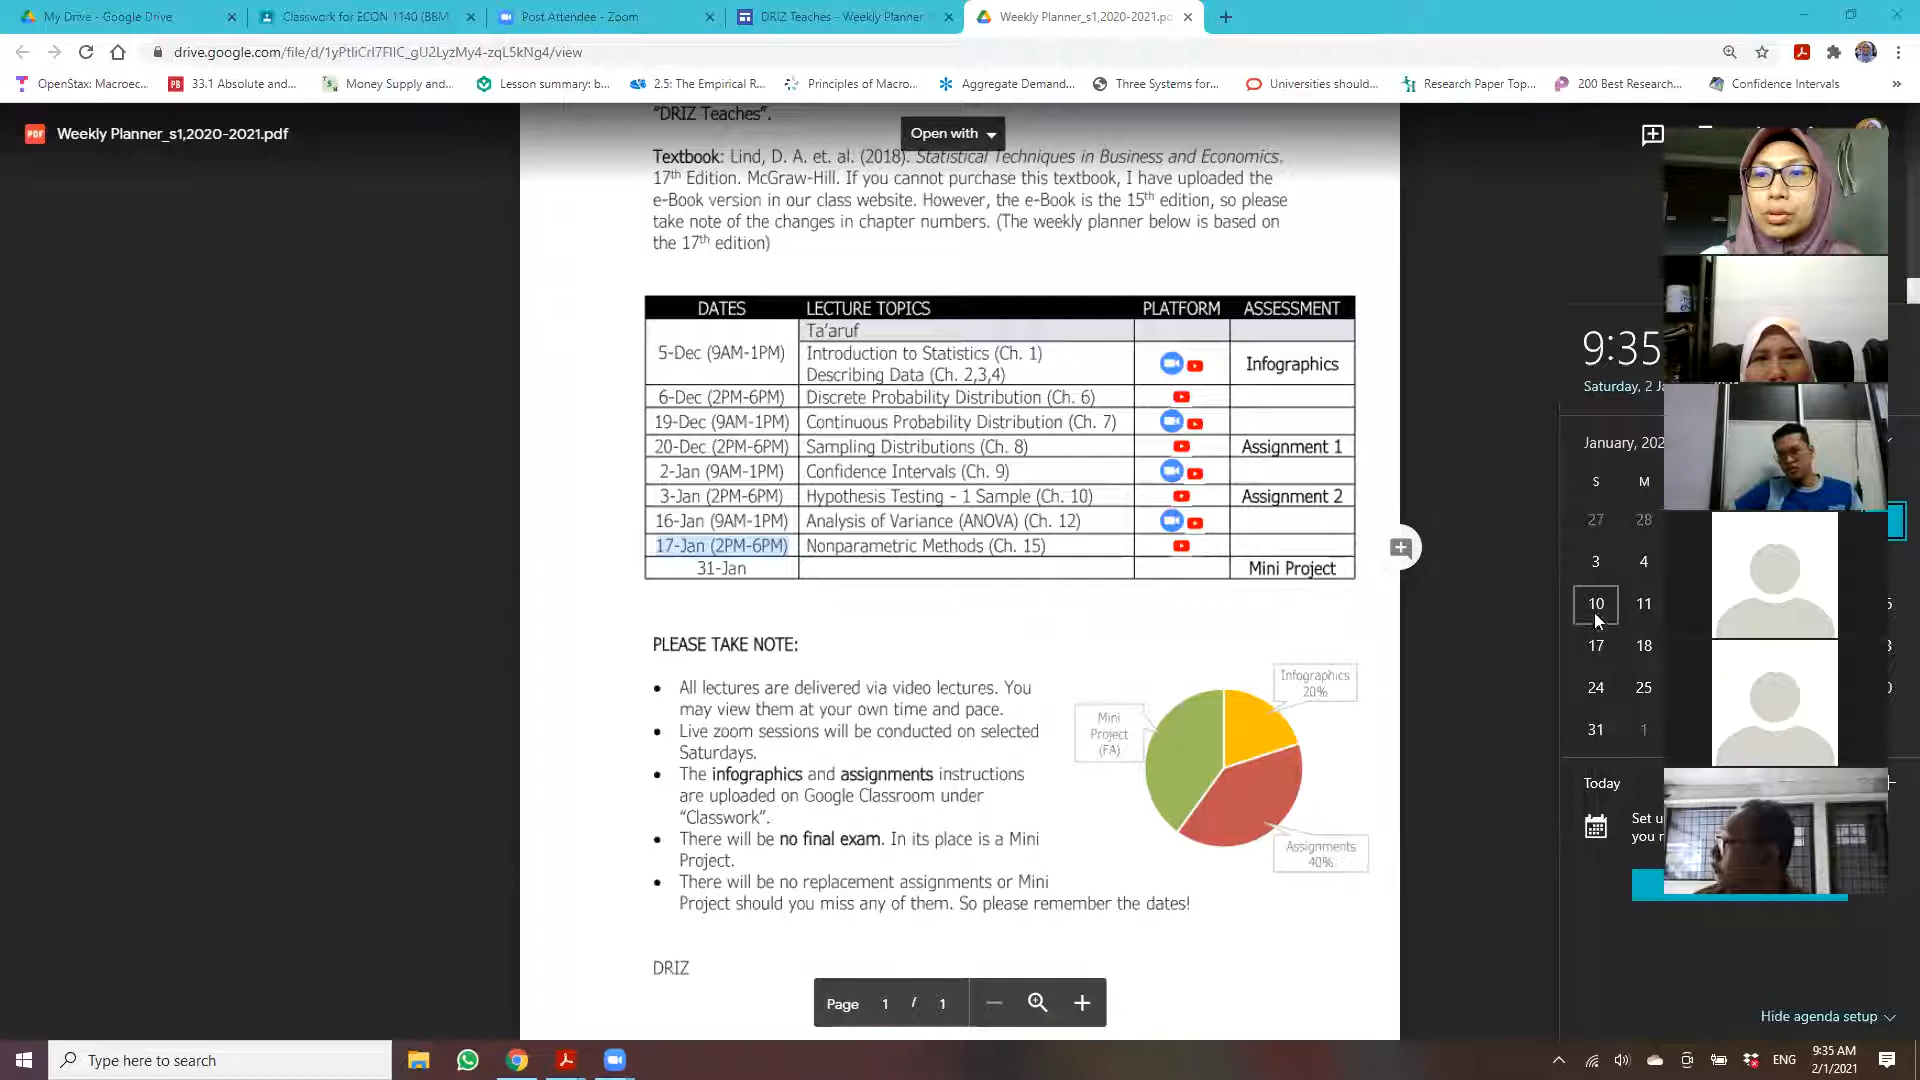 My Drive - Google Drive
Classwork for ECON 1140 (BBM
Post Attendee - Zoom
DRIZ Teaches - Weekly Planner
Weekly Planner_s1,2020-2021.p
OpenStax: Macroec...
33.1 Absolute and...
Money Supply and...
Lesson summary: b...
2.5: The Empirical R...
Principles of Macro...
Aggregate Demand...
Three Systems for...
Universities should...
Research Paper Top...
200 Best Research...
Confidence Intervals
PDF
Weekly Planner_s1,2020-2021.pdf
Open with
"DRIZ Teaches".
Textbook: Lind, D. A. et. al. (2018). Statistical Techniques in Business and Economics.
17th Edition. McGraw-Hill. If you cannot purchase this textbook, I have uploaded the
e-Book version in our class website. However, the e-Book is the 15th edition, so please
take note of the changes in chapter numbers. (The weekly planner below is based on
the 17th edition)
DATES LECTURE TOPICS PLATFORM ASSESSMENT
Ta'aruf
5-Dec (9AM-1PM) Introduction to Statistics (Ch. 1)
Describing Data (Ch. 2,3,4) Infographics
6-Dec (2PM-6PM) Discrete Probability Distribution (Ch. 6)
19-Dec (9AM-1PM) Continuous Probability Distribution (Ch. 7)
20-Dec (2PM-6PM) Sampling Distributions (Ch. 8) Assignment 1
2-Jan (9AM-1PM) Confidence Intervals (Ch. 9)
3-Jan (2PM-6PM) Hypothesis Testing - 1 Sample (Ch. 10) Assignment 2
16-Jan (9AM-1PM) Analysis of Variance (ANOVA) (Ch. 12)
17-Jan (2PM-6PM) Nonparametric Methods (Ch. 15)
31-Jan Mini Project
PLEASE TAKE NOTE:
• All lectures are delivered via video lectures. You
may view them at your own time and pace.
• Live zoom sessions will be conducted on selected
Saturdays.
• The infographics and assignments instructions
are uploaded on Google Classroom under
"Classwork".
• There will be no final exam. In its place is a Mini
Project.
• There will be no replacement assignments or Mini
Project should you miss any of them. So please remember the dates!
Infographics
20%
Mini
Project
(FA)
Assignments
40%
DRIZ
Page 1 / 1
9:35
Saturday, 2 J
January, 202
S M
27 28
3 4
10 11
17 18
24 25
31 1
Today
Set u
you r
Hide agenda setup
Type here to search
ENG
9:35 AM
2/1/2021